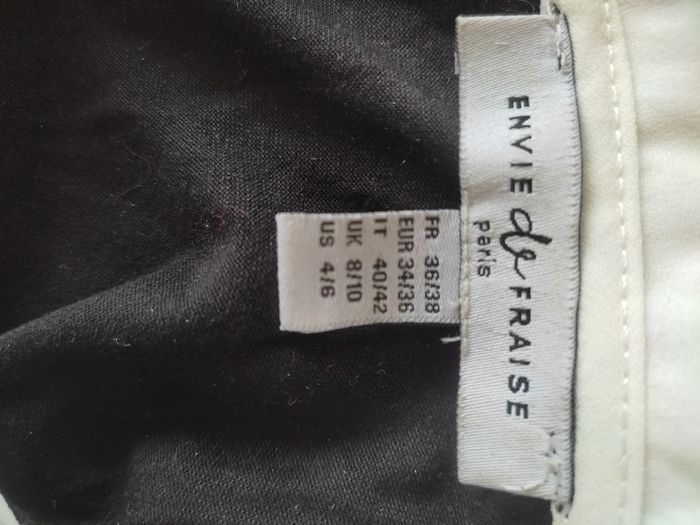 ENVIE de FRAISE
paris
FR 36/38
EUR 34/36
IT 40/42
UK 8/10
US 4/6